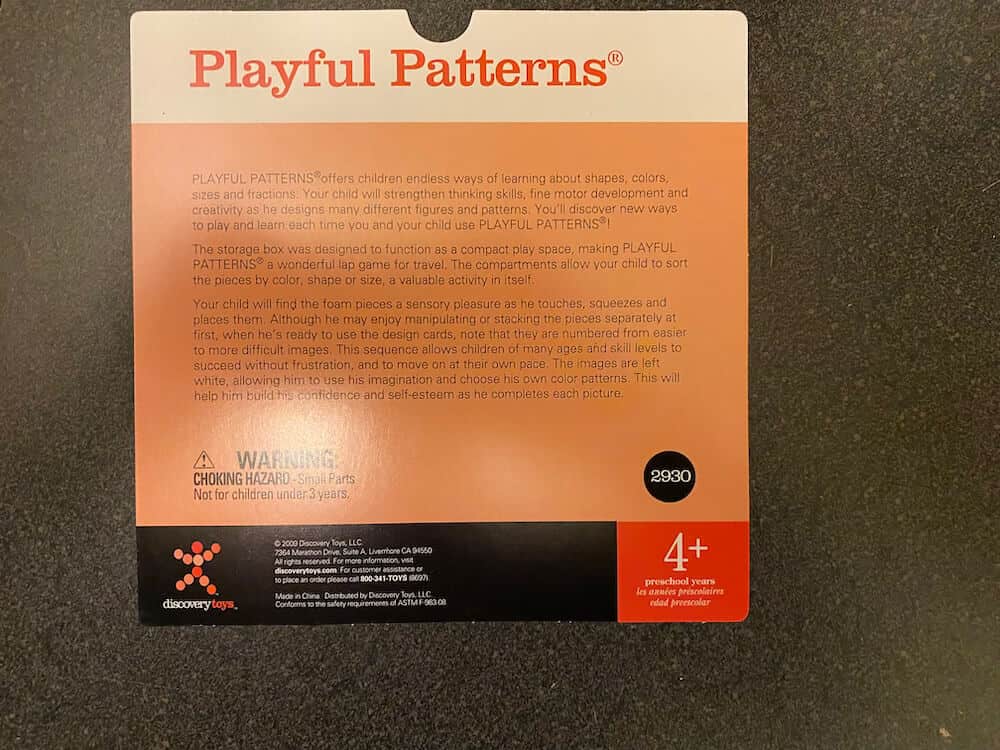 Playful Patterns®
PLAYFUL PATTERNS®offers children endless ways of learning about shapes, colors,
sizes and fractions. Your child will strengthen thinking skills, fine motor development and
creativity as he designs many different figures and patterns. You'll discover new ways
to play and learn each time you and your child use PLAYFUL PATTERNS®!
The storage box was designed to function as a compact play space, making PLAYFUL
PATTERNS® a wonderful lap game for travel. The compartments allow your child to sort
the pieces by color, shape or size, a valuable activity in itself.
Your child will find the foam pieces a sensory pleasure as he touches, squeezes and
places them. Although he may enjoy manipulating or stacking the pieces separately at
first, when he's ready to use the design cards, note that they are numbered from easier
to more difficult images. This sequence allows children of many ages and skill levels to
succeed without frustration, and to move on at their own pace. The images are left
white, allowing him to use his imagination and choose his own color patterns. This will
help him build his confidence and self-esteem as he completes each picture.
WARNING:
CHOKING HAZARD - Small Parts
Not for children under 3 years.
2930
discoverytoys™
© 2009 Discovery Toys, LLC
7364 Marathon Drive, Suite A, Livermore CA 94550
All rights reserved. For more information, visit
discoverytoys.com For customer assistance or
to place an order please call 800-341-TOYS (8697).
Made in China Distributed by Discovery Toys, LLC.
Conforms to the safety requirements of ASTM F-963.08
4+
preschool years
les années préscolaires
edad preescolar